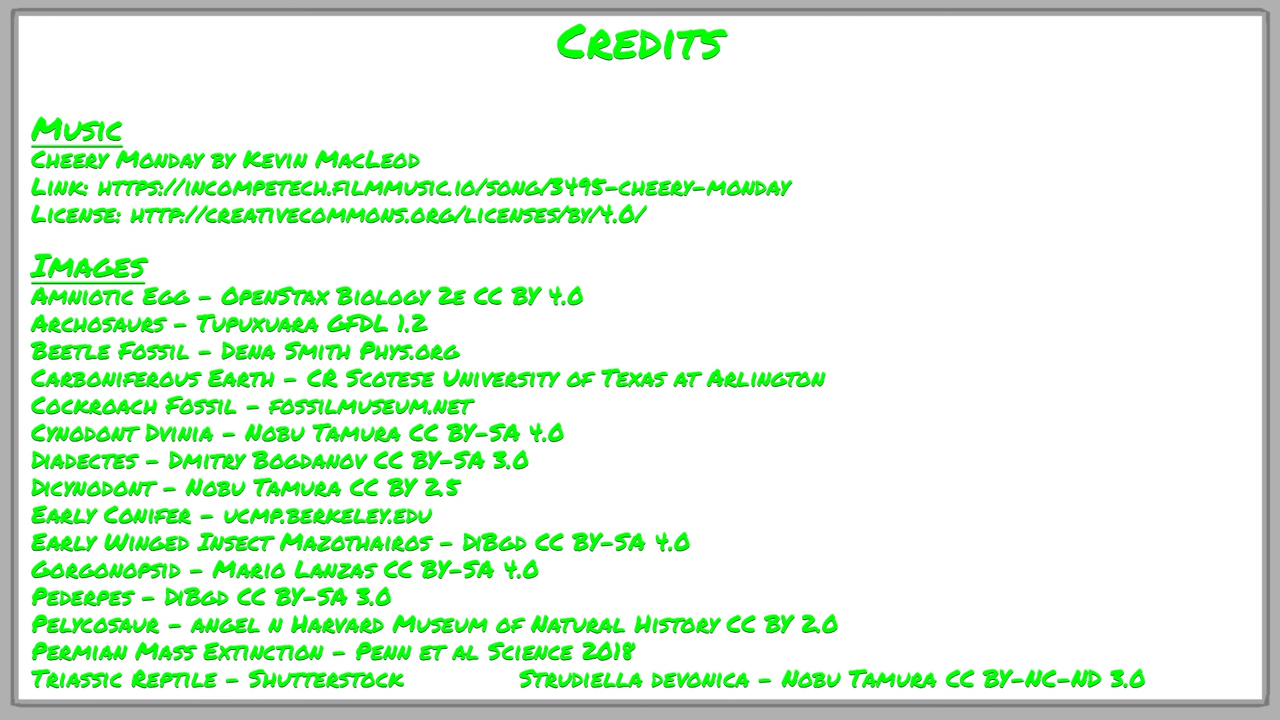 Credits
Music
Cheery Monday by Kevin MacLeod
Link: https://incompetech.filmmusic.io/song/3495-cheery-monday
License: http://creativecommons.org/licenses/by/4.0/
Images
Amniotic Egg - OpenStax Biology 2e CC BY 4.0
Archosaurs - Tupuxuara GFDL 1.2
Beetle Fossil - Dena Smith Phys.org
Carboniferous Earth - CR Scotese University of Texas at Arlington
Cockroach Fossil - fossilmuseum.net
Cynodont Dvinia - Nobu Tamura CC BY-SA 4.0
Diadectes - Dmitry Bogdanov CC BY-SA 3.0
Dicynodont - Nobu Tamura CC BY 2.5
Early Conifer - ucmp.berkeley.edu
Early Winged Insect Mazothairos - DiBgd CC BY-SA 4.0
Gorgonopsid - Mario Lanzas CC BY-SA 4.0
Pederpes - DiBgd CC BY-SA 3.0
Pelycosaur - angel n Harvard Museum of Natural History CC BY 2.0
Permian Mass Extinction - Penn et al Science 2018
Triassic Reptile - Shutterstock Strudiella devonica - Nobu Tamura CC BY-NC-ND 3.0